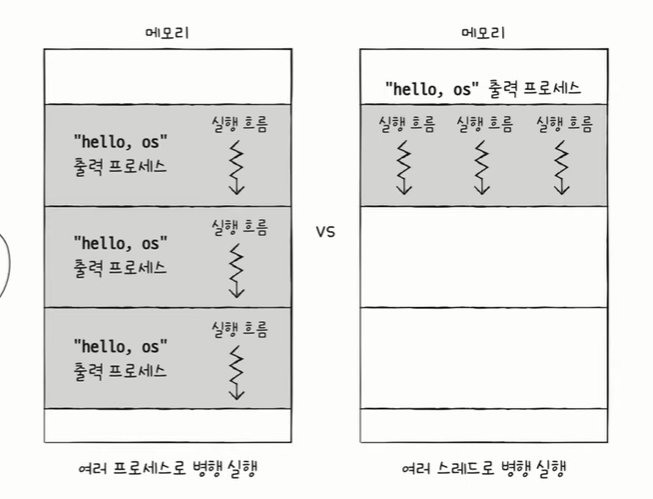 메모리
"hello, os"
출력 프로세스
실행 흐름
"hello, os"
출력 프로세스
실행 흐름
"hello, os"
출력 프로세스
실행 흐름
여러 프로세스로 병행 실행
vs
메모리
"hello, os" 출력 프로세스
실행 흐름 실행 흐름 실행 흐름
여러 스레드로 병행 실행